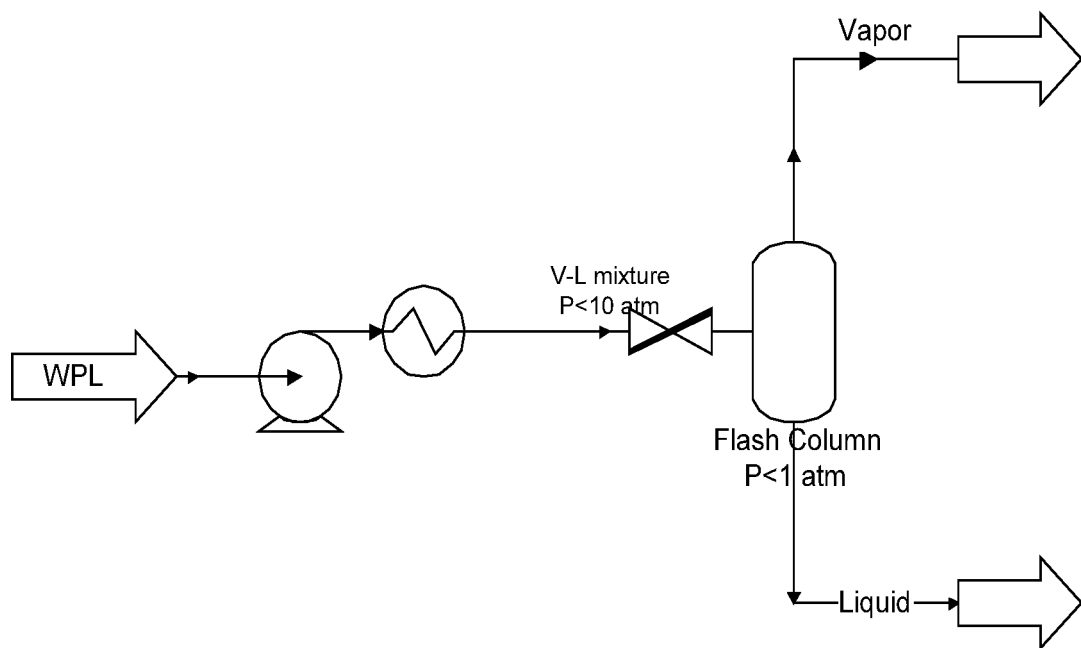 Vapor
V-L mixture
P<10 atm
WPL
Flash Column
P<1 atm
Liquid